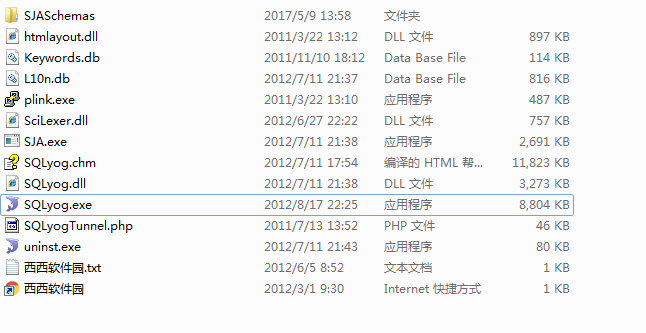 SJASchemas 2017/5/9 13:58 文件夹
htmlayout.dll 2011/3/22 13:12 DLL 文件 897 KB
Keywords.db 2011/11/10 18:12 Data Base File 114 KB
L10n.db 2012/7/11 21:37 Data Base File 816 KB
plink.exe 2011/3/22 13:10 应用程序 487 KB
SciLexer.dll 2012/6/27 22:22 DLL 文件 757 KB
SJA.exe 2012/7/11 21:38 应用程序 2,691 KB
SQLyog.chm 2012/7/11 17:54 编译的 HTML 帮... 11,823 KB
SQLyog.dll 2012/7/11 21:38 DLL 文件 3,273 KB
SQLyog.exe 2012/8/17 22:25 应用程序 8,804 KB
SQLyogTunnel.php 2011/7/13 13:52 PHP 文件 46 KB
uninst.exe 2012/7/11 21:43 应用程序 80 KB
西西软件园.txt 2012/6/5 8:52 文本文档 1 KB
西西软件园 2012/3/1 9:30 Internet 快捷方式 1 KB